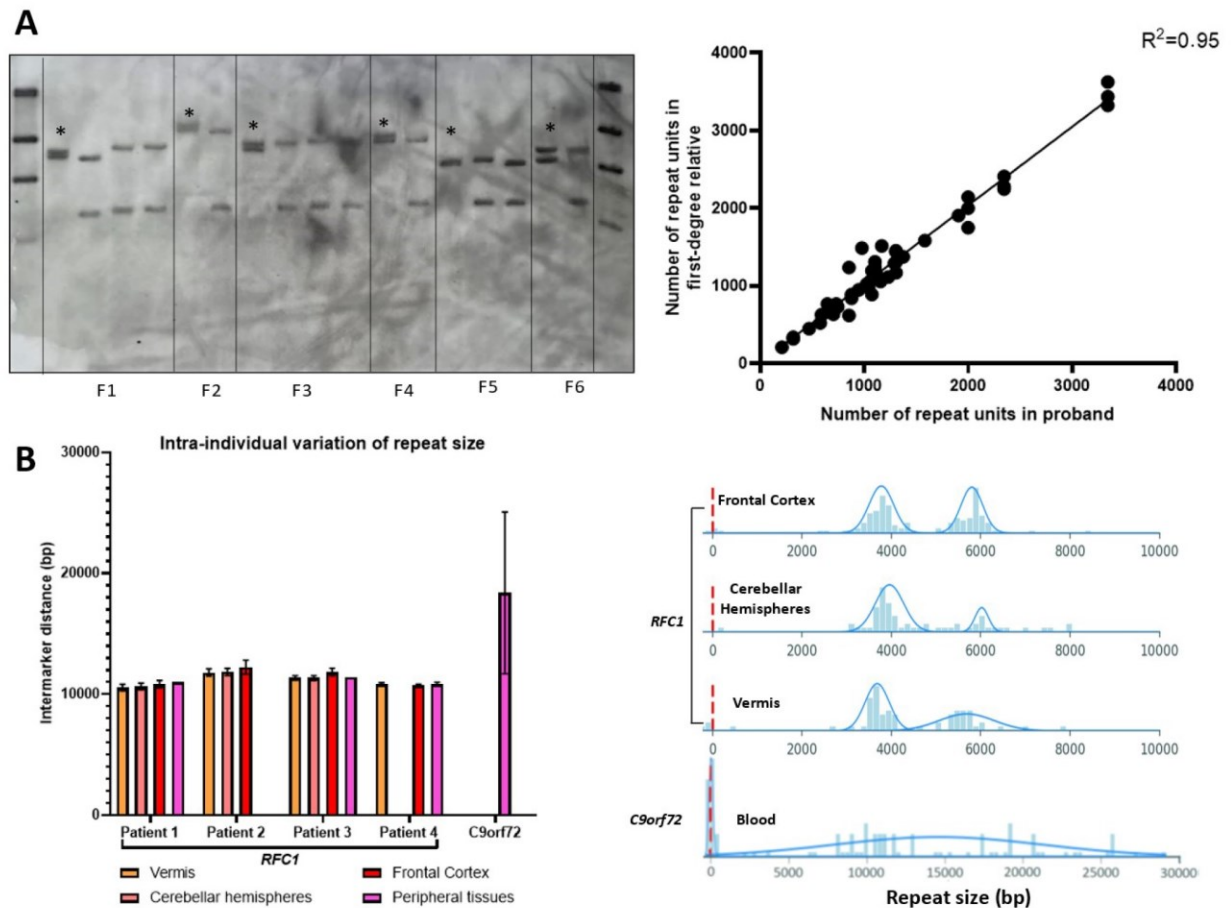 A
* * * * * *
F1 F2 F3 F4 F5 F6
R²=0.95
4000
3000
2000
1000
0
Number of repeat units in
first-degree relative
0 1000 2000 3000 4000
Number of repeat units in proband
B
Intra-individual variation of repeat size
30000
20000
10000
0
Intermarker distance (bp)
Patient 1 Patient 2 Patient 3 Patient 4 C9orf72
RFC1
Vermis
Cerebellar hemispheres
Frontal Cortex
Peripheral tissues
RFC1
Frontal Cortex
0 2000 4000 6000 8000 10000
Cerebellar
Hemispheres
0 2000 4000 6000 8000 10000
Vermis
0 2000 4000 6000 8000 10000
C9orf72
Blood
0 5000 10000 15000 20000 25000 30000
Repeat size (bp)